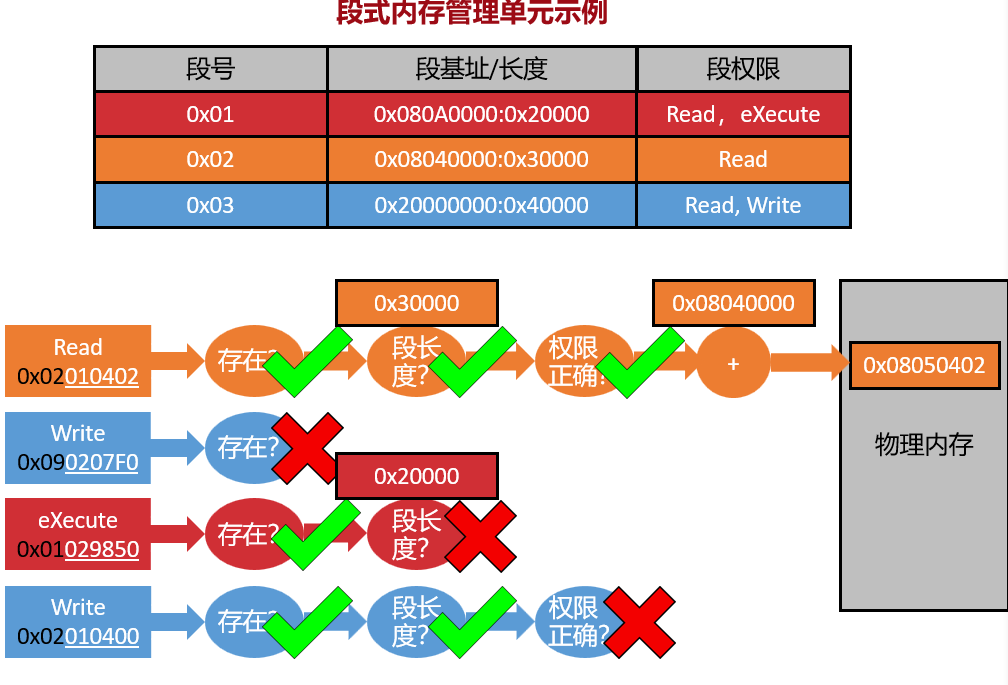 段式内存管理单元示例
段号 段基址/长度 段权限
0x01 0x080A0000:0x20000 Read，eXecute
0x02 0x08040000:0x30000 Read
0x03 0x20000000:0x40000 Read, Write
0x30000 0x08040000
Read
0x02010402
存在?
段长
度?
权限
正确?
+
0x08050402
物理内存
Write
0x090207F0
存在?
0x20000
eXecute
0x01029850
存在?
段长
度?
Write
0x02010400
存在?
段长
度?
权限
正确?